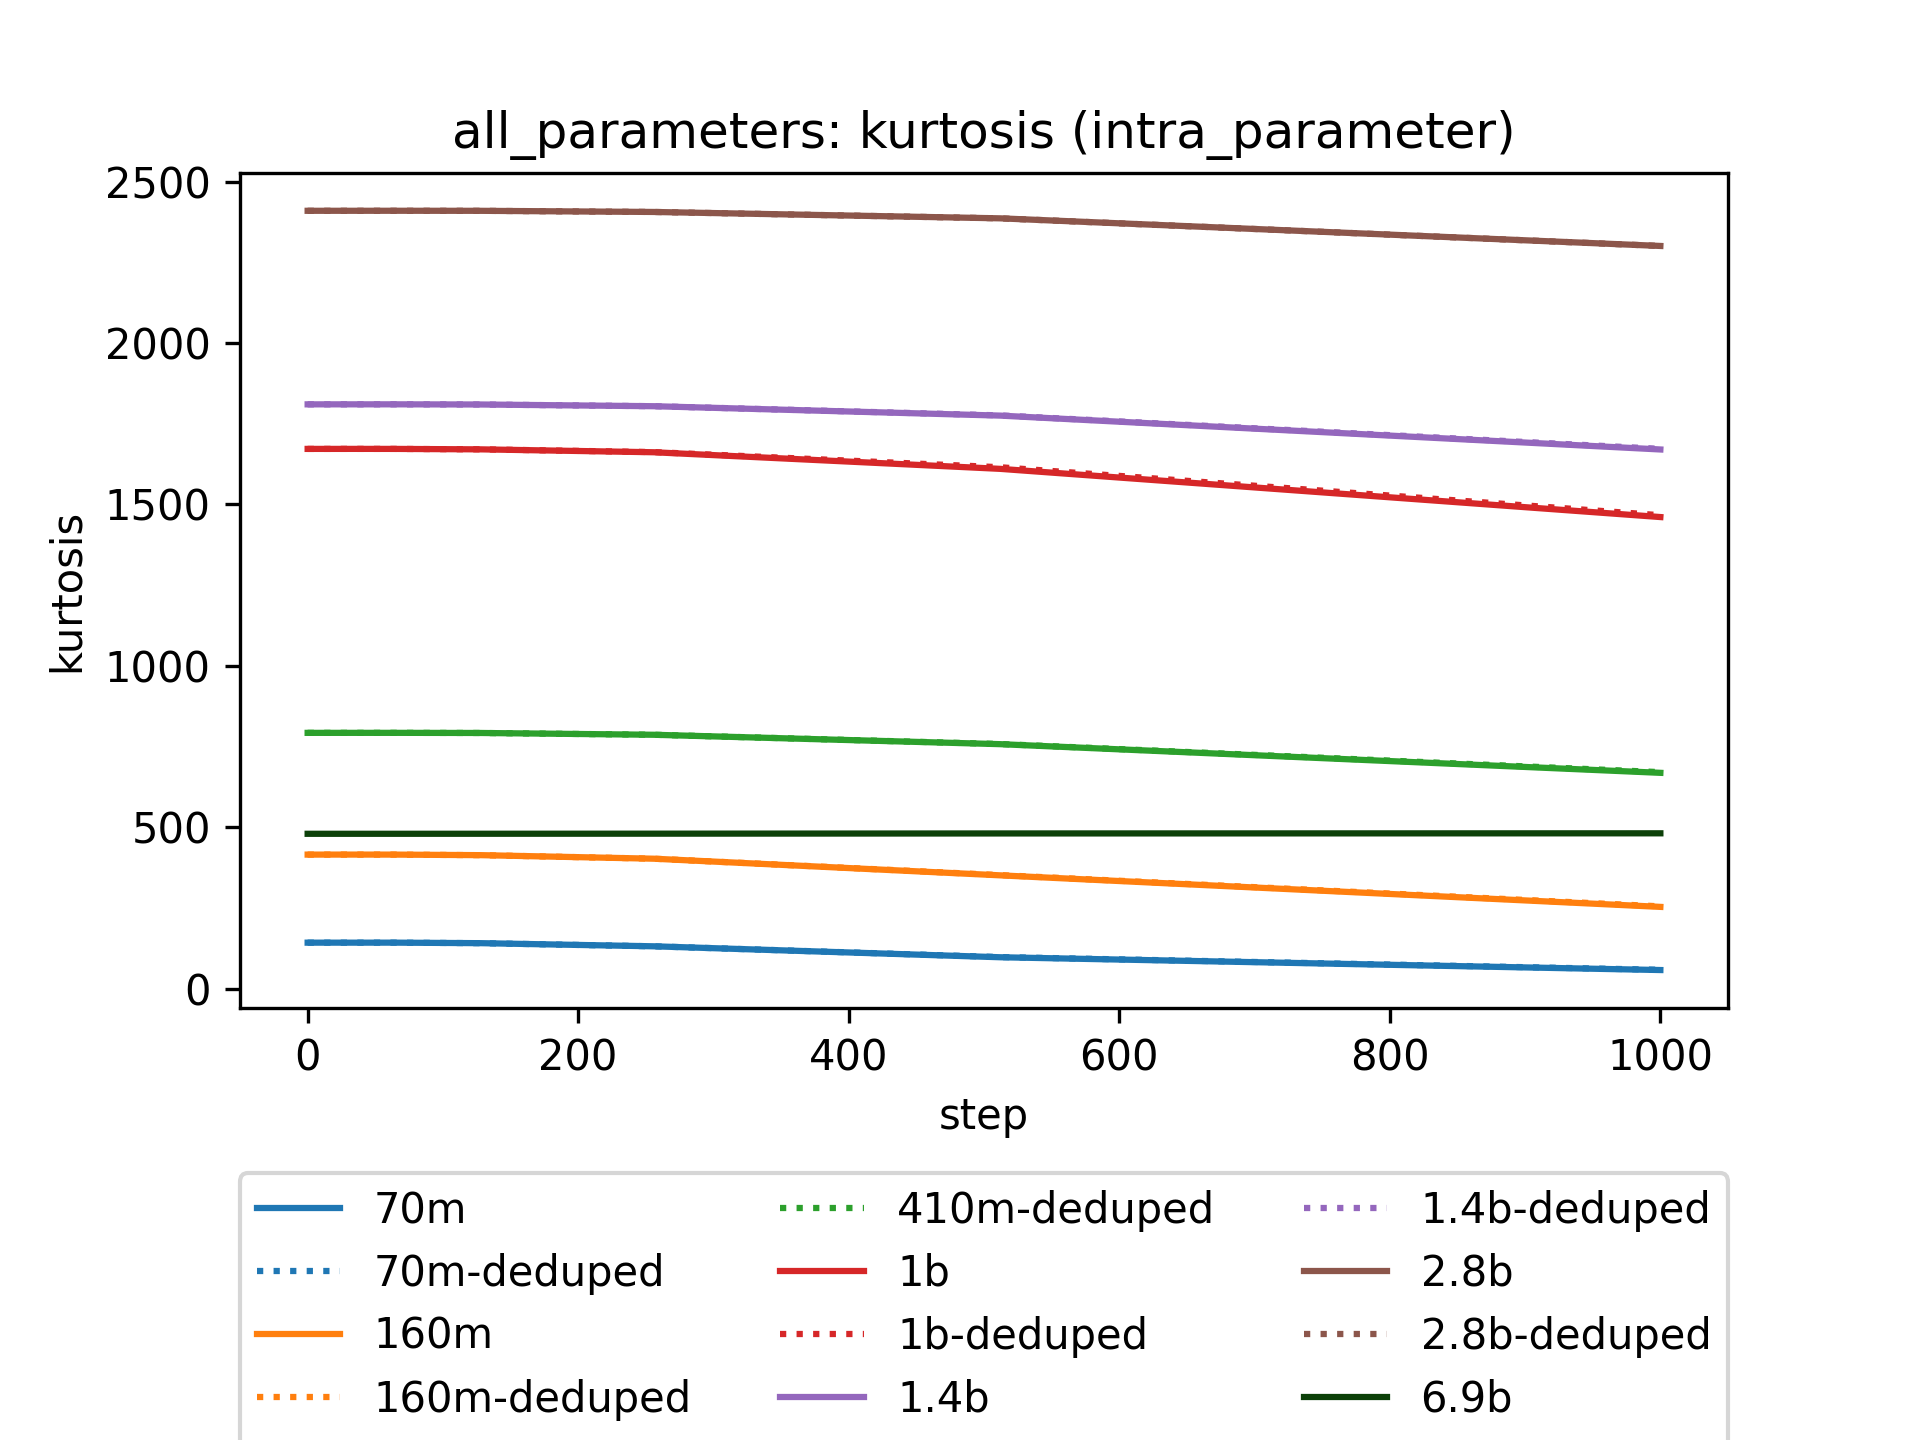 all_parameters: kurtosis (intra_parameter)
2500
2000
1500
1000
500
0
kurtosis
0 200 400 600 800 1000
step
70m
70m-deduped
160m
160m-deduped
410m-deduped
1b
1b-deduped
1.4b
1.4b-deduped
2.8b
2.8b-deduped
6.9b